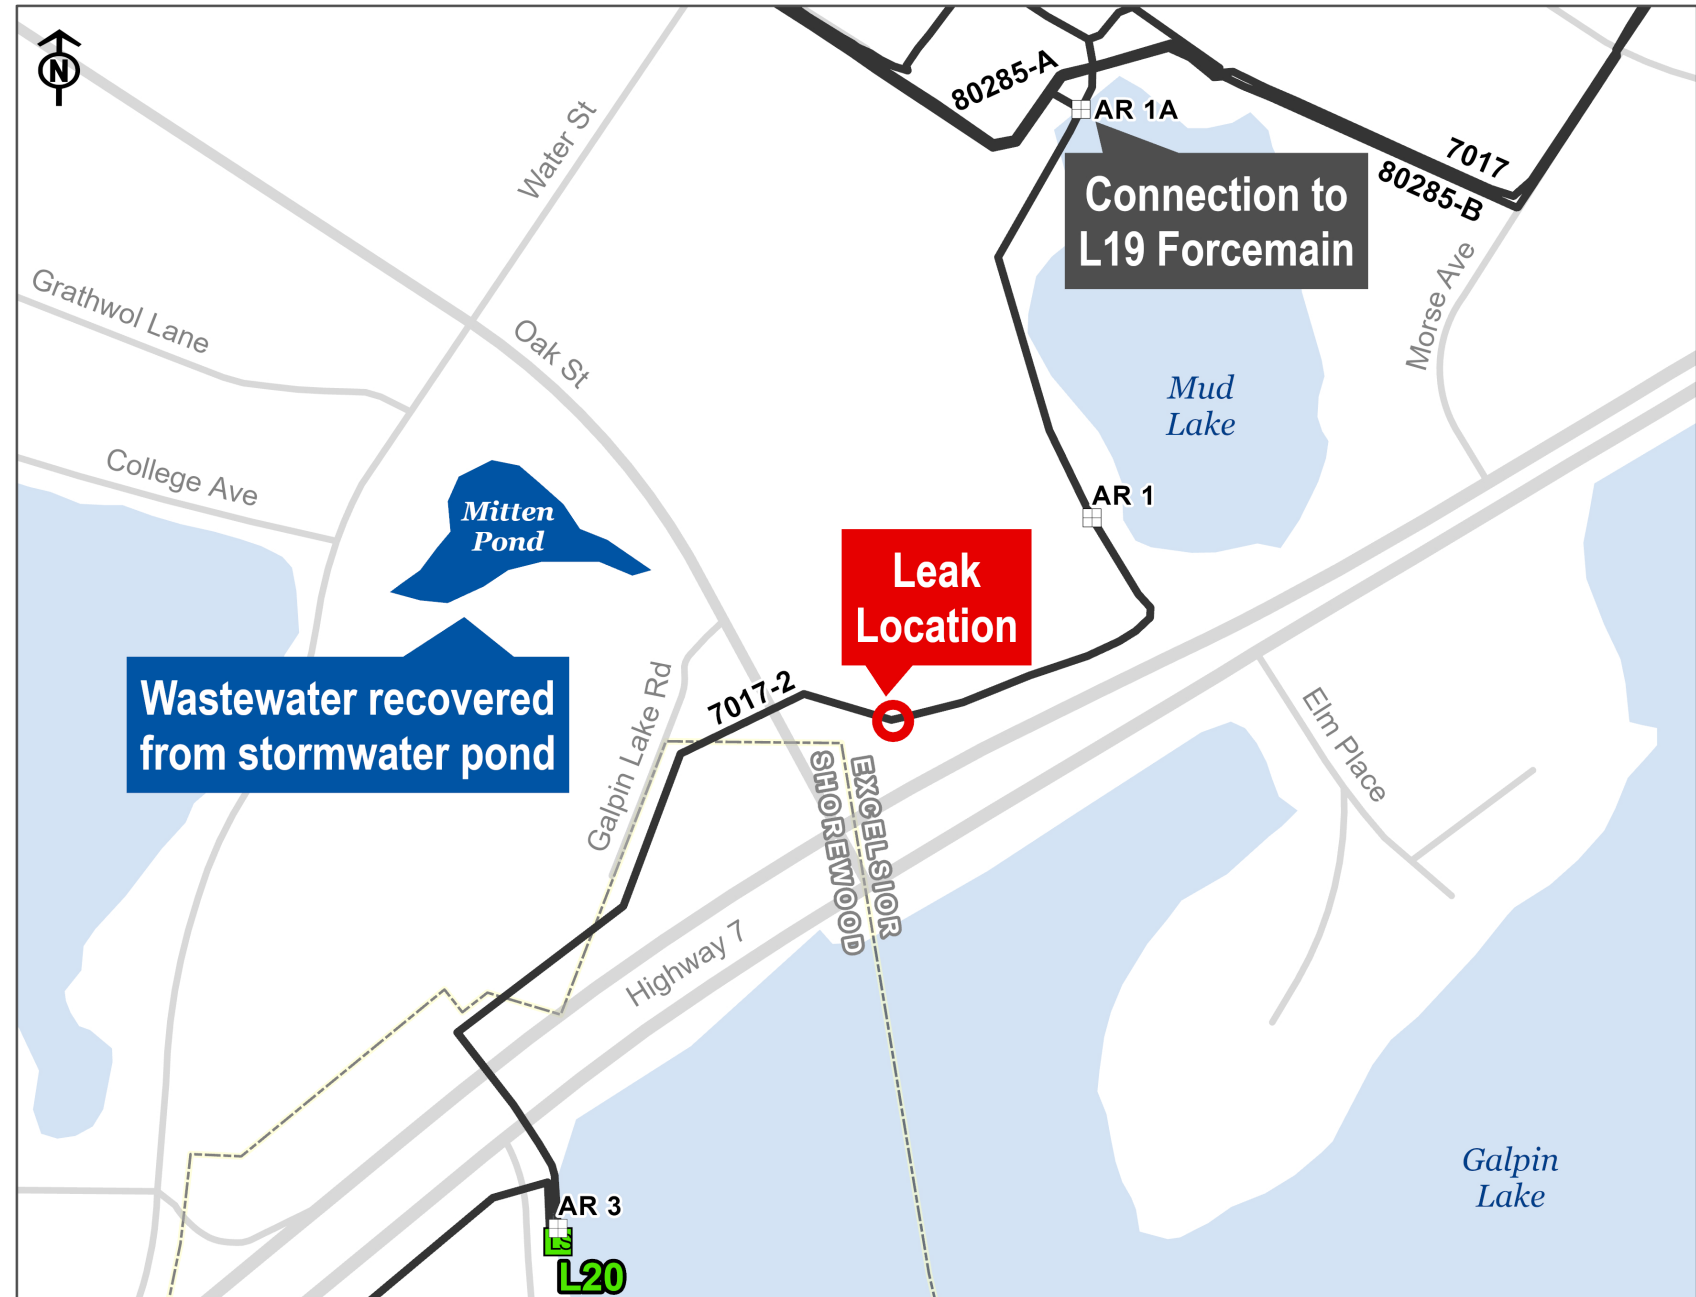 N
80285-A
AR 1A
7017
80285-B
Connection to
L19 Forcemain
Water St
Morse Ave
Grathwol Lane
Oak St
Mud
Lake
College Ave
AR 1
Mitten
Pond
Leak
Location
Wastewater recovered
from stormwater pond
7017-2
Galpin Lake Rd
Elm Place
SHOREWOOD
EXCELSIOR
Highway 7
Galpin
Lake
AR 3
LS
L20